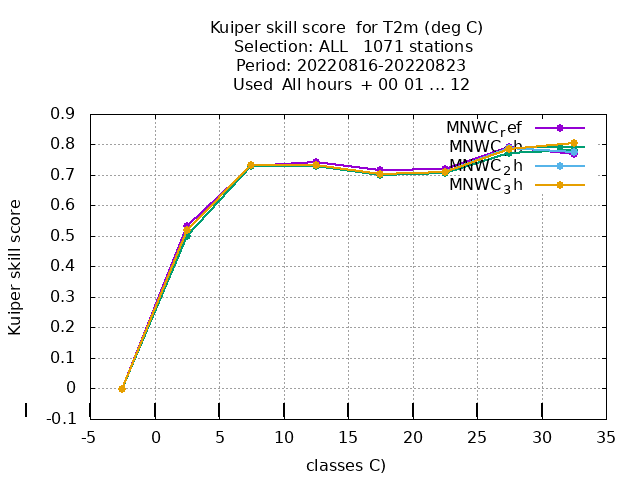 Kuiper skill score for T2m (deg C)
Selection: ALL 1071 stations
Period: 20220816-20220823
Used All hours + 00 01 ... 12
Kuiper skill score
0.9
0.8
0.7
0.6
0.5
0.4
0.3
0.2
0.1
0
-0.1
MNWC_ref
MNWC h
MNWC_2h
MNWC_3h
-5
0
5
10
15
20
25
30
35
classes C)